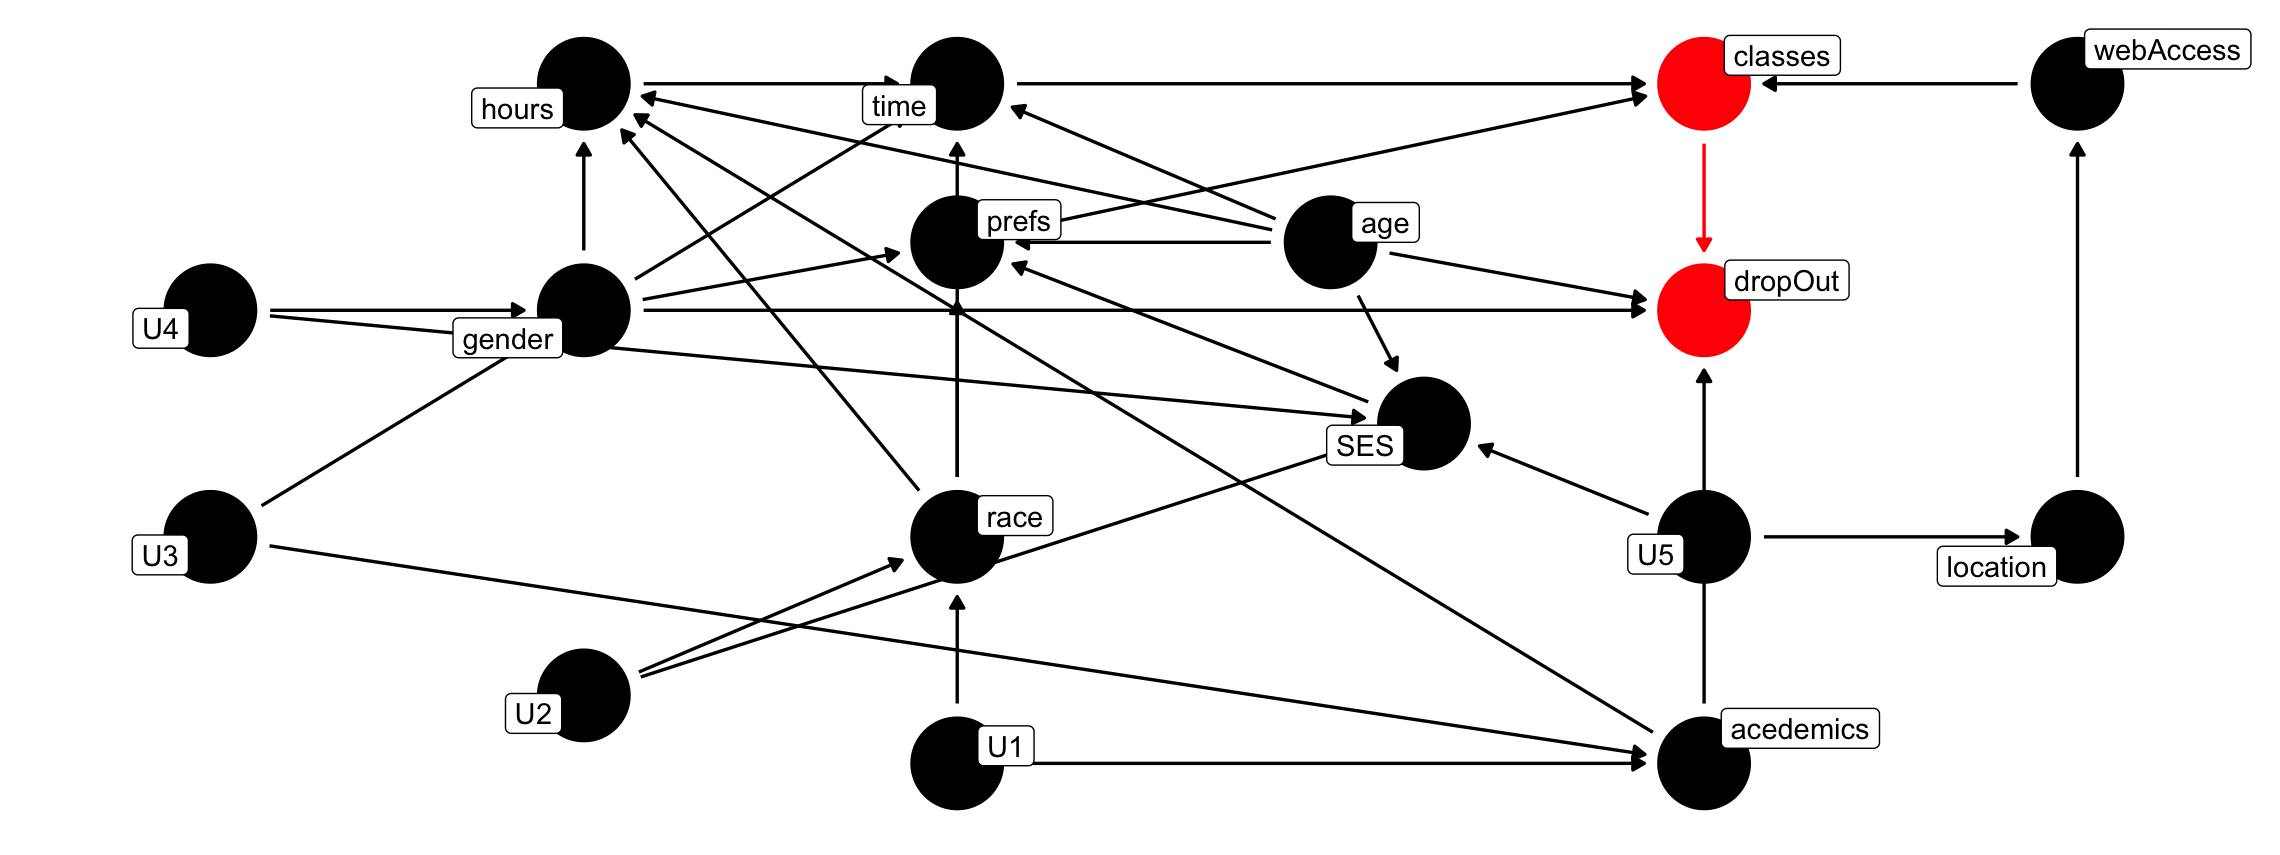 webAccess
classes
hours
time
prefs
age
dropOut
U4
gender
SES
race
U3
U5
location
U2
U1
acedemics